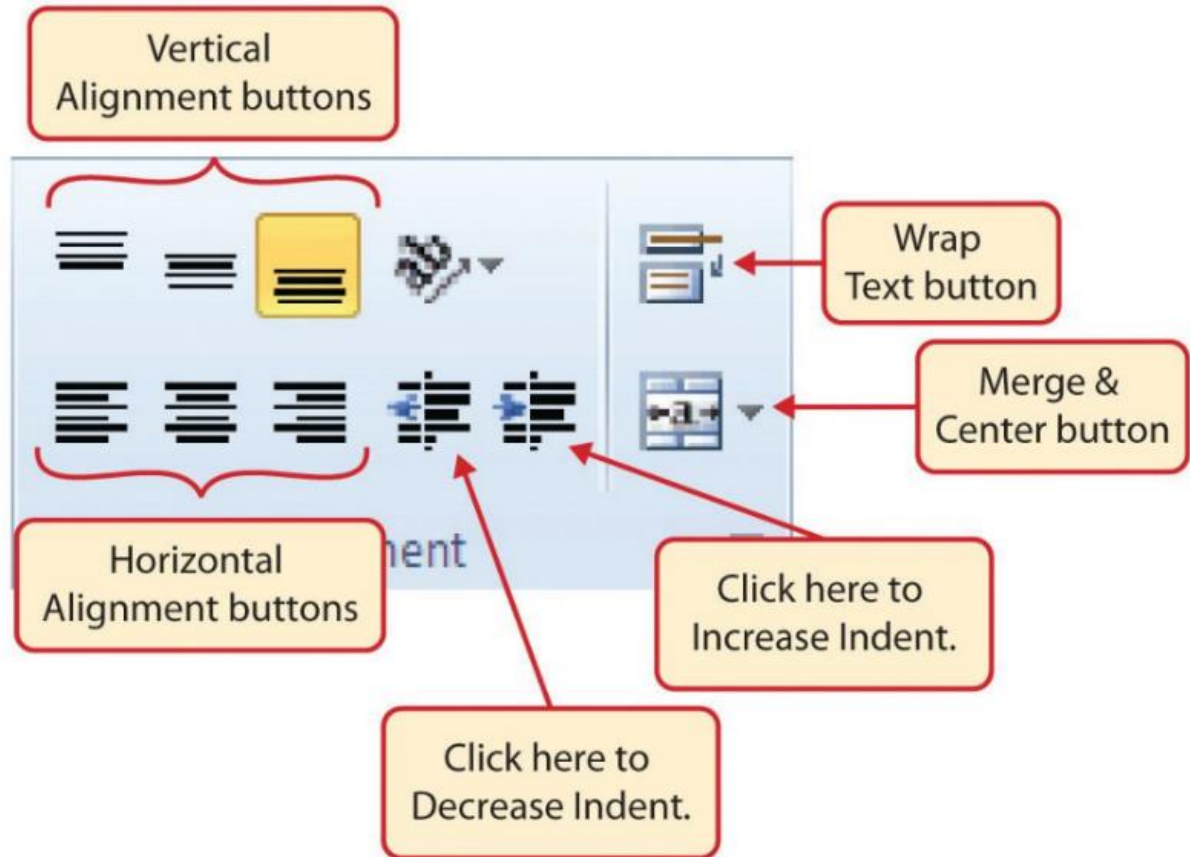 Vertical
Alignment buttons
Wrap
Text button
a
Merge &
Center button
Horizontal
Alignment buttons
Click here to
Increase Indent.
Click here to
Decrease Indent.